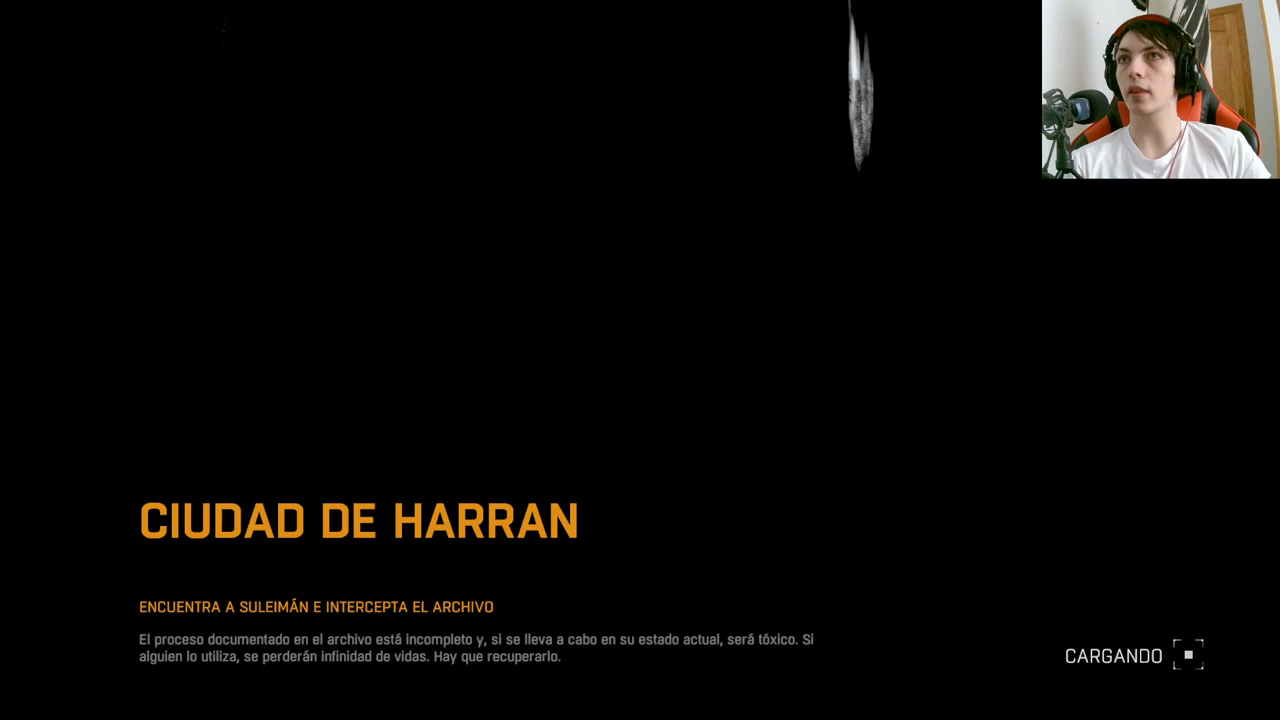 CIUDAD DE HARRAN
ENCUENTRA A SULEIMÁN E INTERCEPTA EL ARCHIVO
El proceso documentado en el archivo está incompleto y, si se lleva a cabo en su estado actual, será tóxico. Si
alguien lo utiliza, se perderán infinidad de vidas. Hay que recuperarlo.
CARGANDO